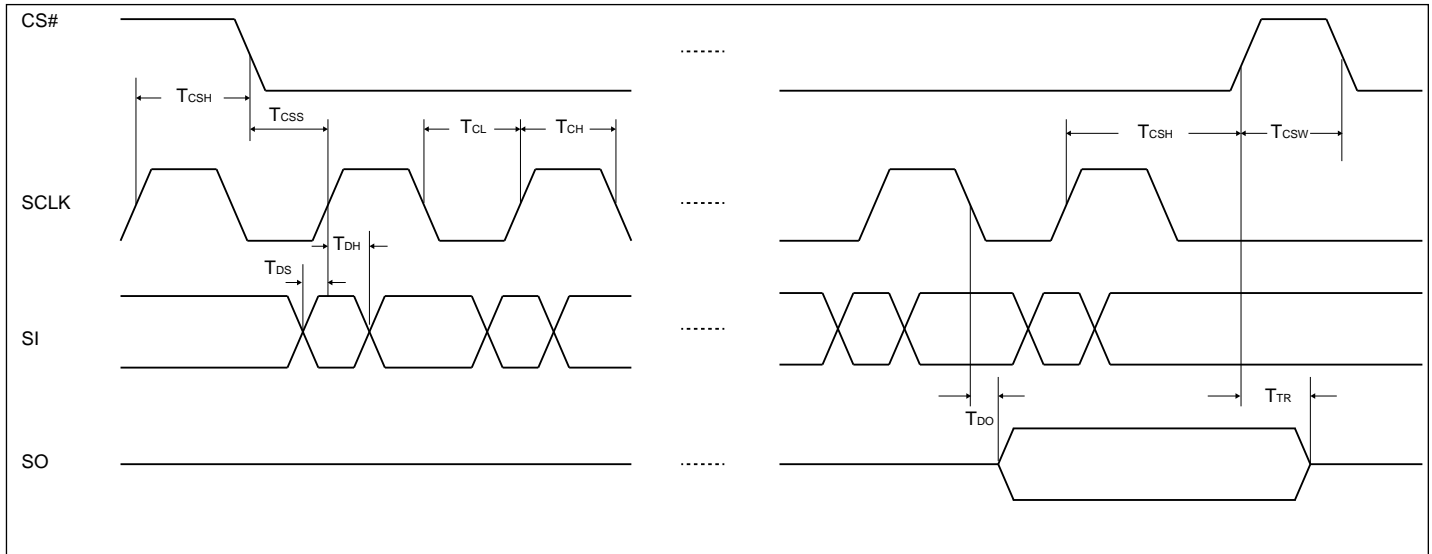 CS#
TCSH
TCSS
TCL
TCH
TCSH
TCSW
SCLK
TDH
TDS
SI
TTR
TDO
SO